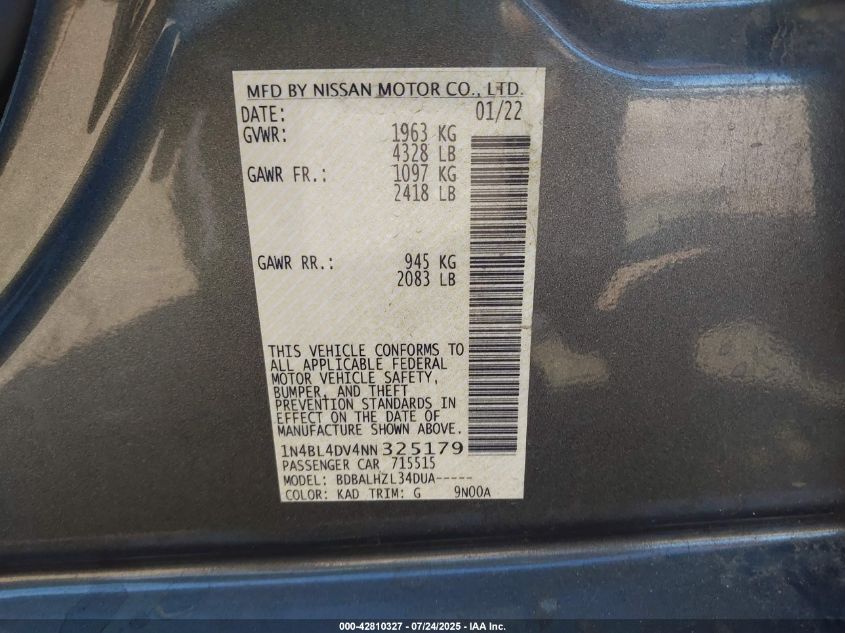 MFD BY NISSAN MOTOR CO., LTD.
DATE: 01/22
GVWR: 1963 KG
4328 LB
GAWR FR.: 1097 KG
2418 LB
GAWR RR.: 945 KG
2083 LB
THIS VEHICLE CONFORMS TO
ALL APPLICABLE FEDERAL
MOTOR VEHICLE SAFETY,
BUMPER, AND THEFT
PREVENTION STANDARDS IN
EFFECT ON THE DATE OF
MANUFACTURE SHOWN ABOVE.
1N4BL4DV4NN325179
PASSENGER CAR 715515
MODEL: BDBALHZL34DUA-----
COLOR: KAD TRIM: G 9N00A
000-42810327 - 07/24/2025 - IAA Inc.